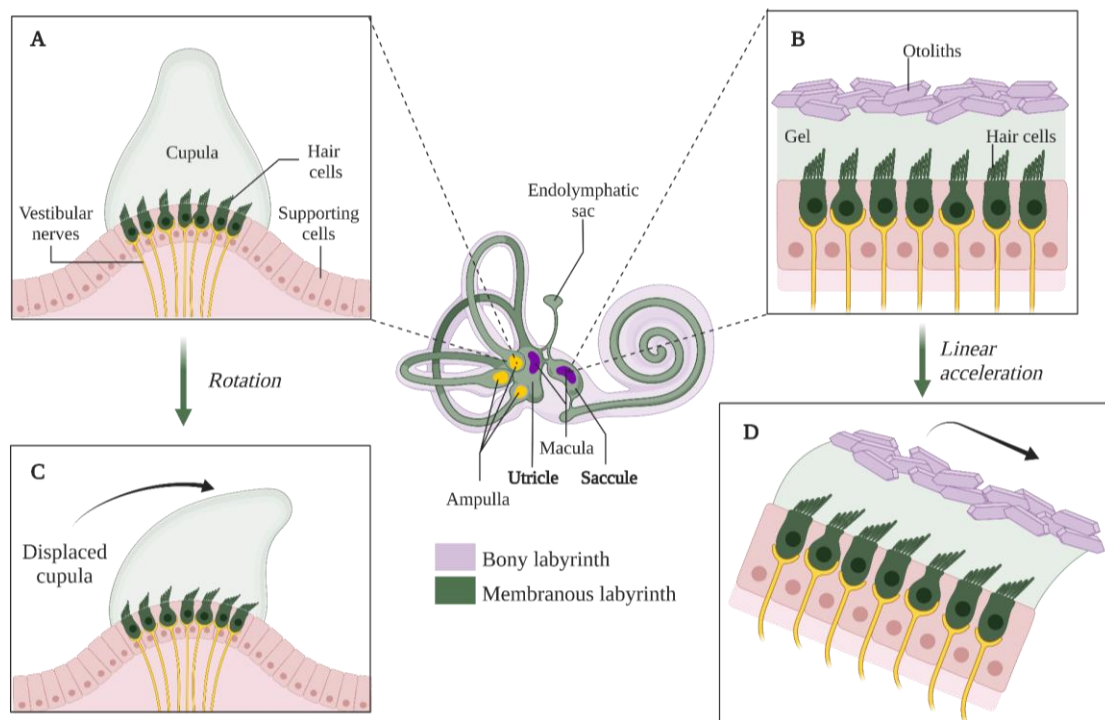 A
Cupula
Hair
cells
Vestibular
nerves
Supporting
cells
B
Otoliths
Gel
Hair cells
Endolymphatic
sac
Rotation
Linear
acceleration
Macula
Utricle
Saccule
Ampulla
C
Displaced
cupula
D
Bony labyrinth
Membranous labyrinth